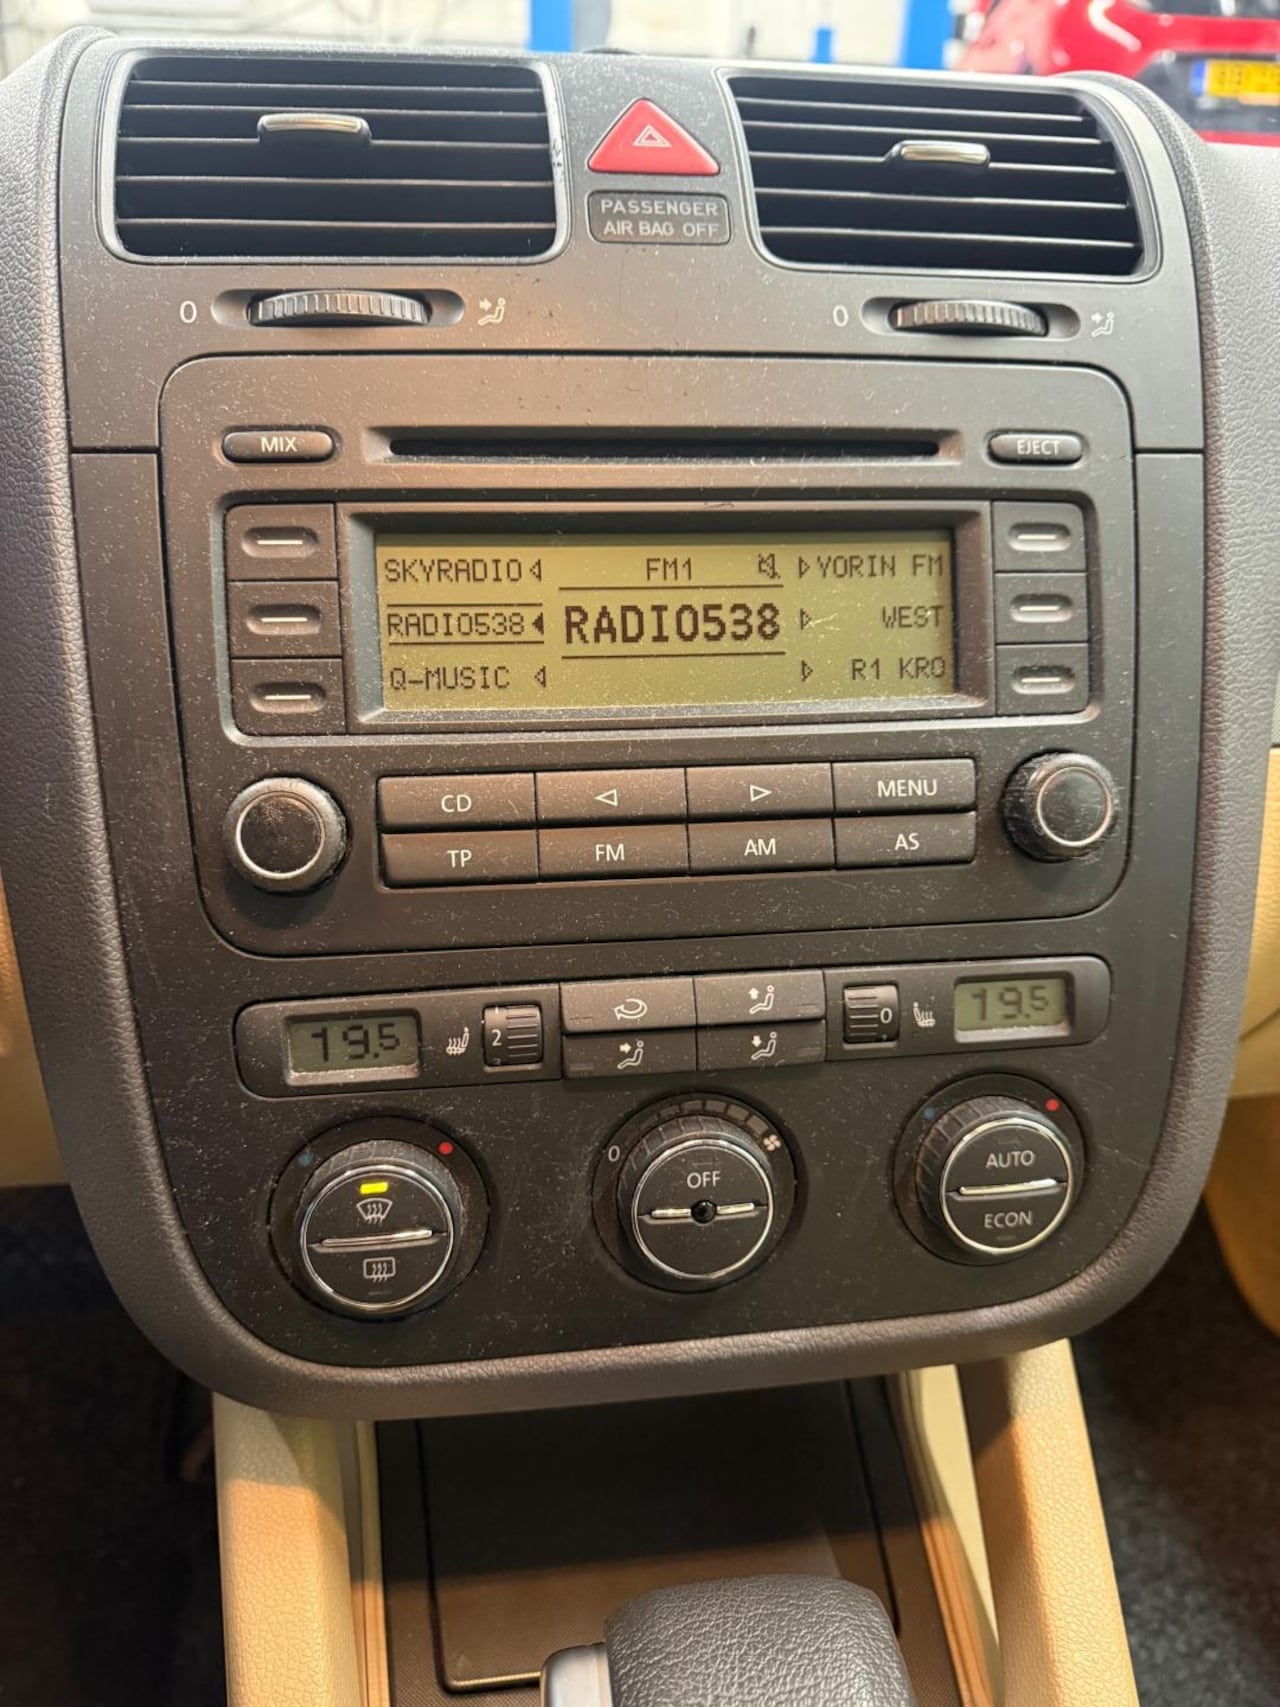 PASSENGER
AIR BAG OFF
0
0
MIX
EJECT
SKYRADIO FM1 YORIN FM
RADIO538 RADIO538 WEST
Q-MUSIC R1 KRO
CD
MENU
TP
FM
AM
AS
19.5
2
0
19.5
0
OFF
AUTO
ECON